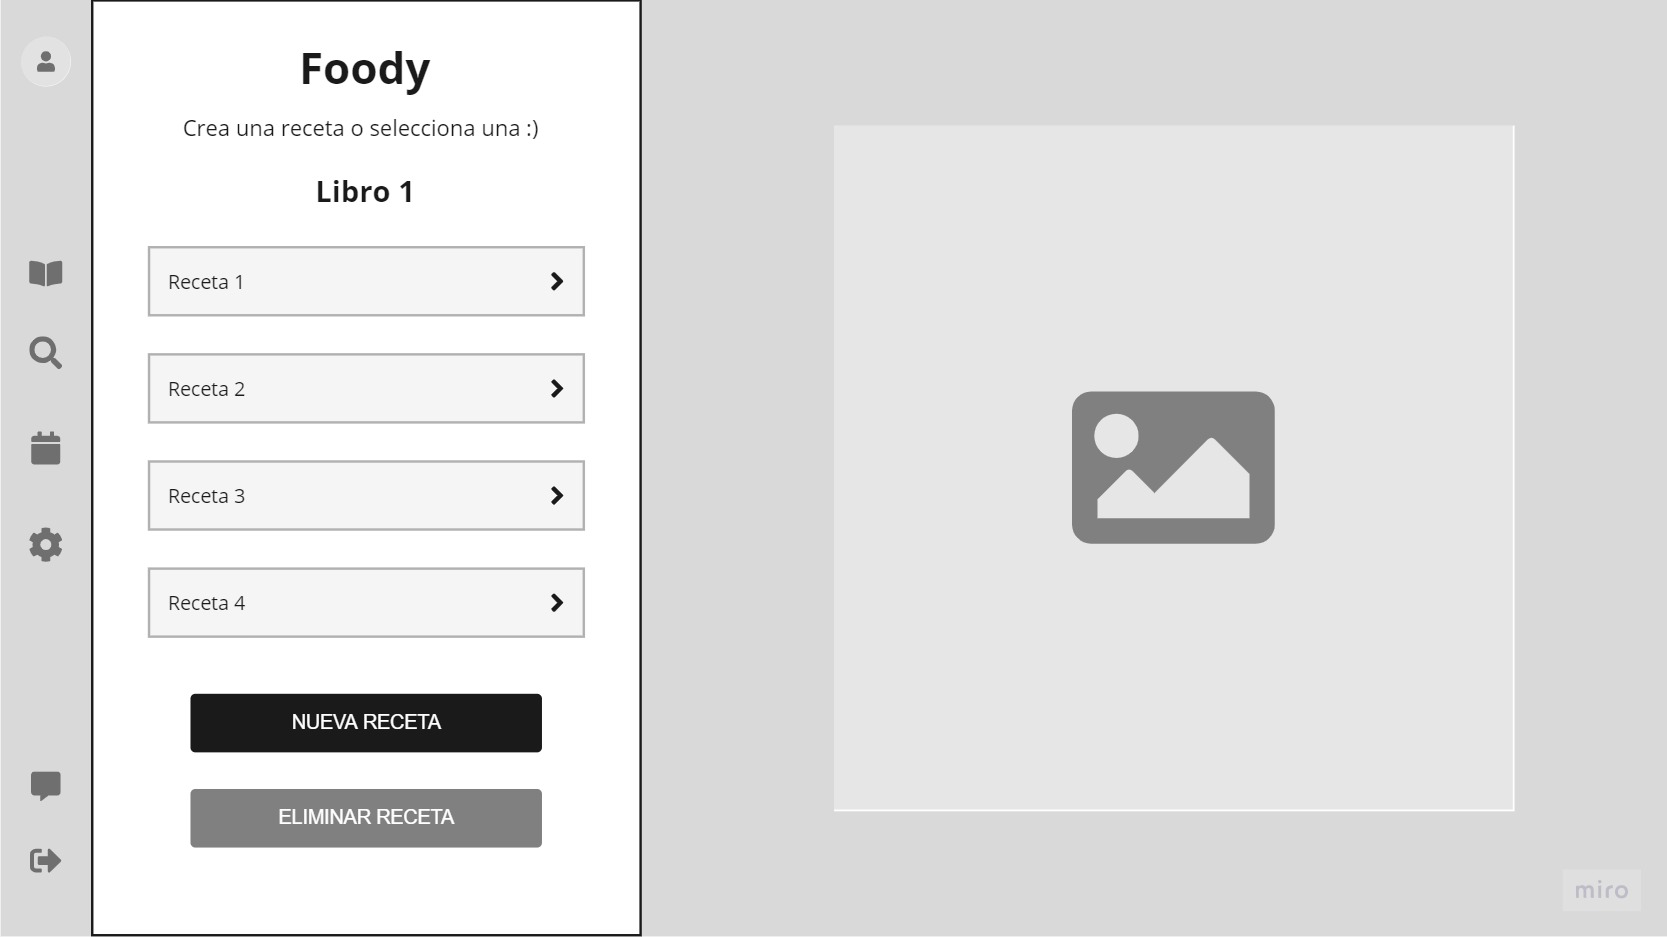 Foody
Crea una receta o selecciona una :)
Libro 1
Receta 1
Receta 2
Receta 3
Receta 4
NUEVA RECETA
ELIMINAR RECETA
miro